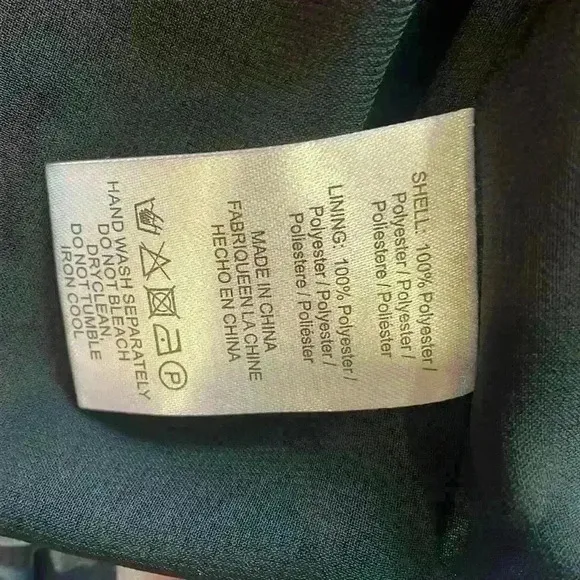 SHELL: 100% Polyester /
Polyester / Polyester /
Poliestere / Poliéster
LINING: 100% Polyester /
Polyester / Polyester /
Poliestere / Poliéster
MADE IN CHINA
FABRIQUEEN LA CHINE
HECHO EN CHINA
P
HAND WASH SEPARATELY
DO NOT BLEACH
DRYCLEAN,
DO NOT TUMBLE
IRON COOL